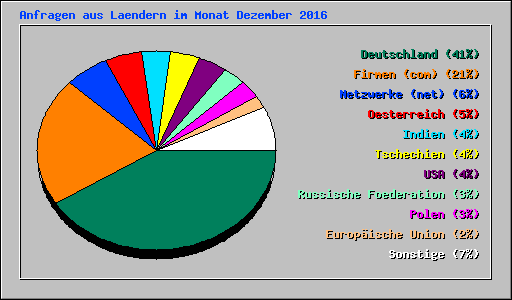 Anfragen aus Laendern im Monat Dezember 2016
Deutschland (41%)
Firmen (com) (21%)
Netzwerke (net) (6%)
Oesterreich (5%)
Indien (4%)
Tschechien (4%)
USA (4%)
Russische Foederation (3%)
Polen (3%)
Europäische Union (2%)
Sonstige (7%)